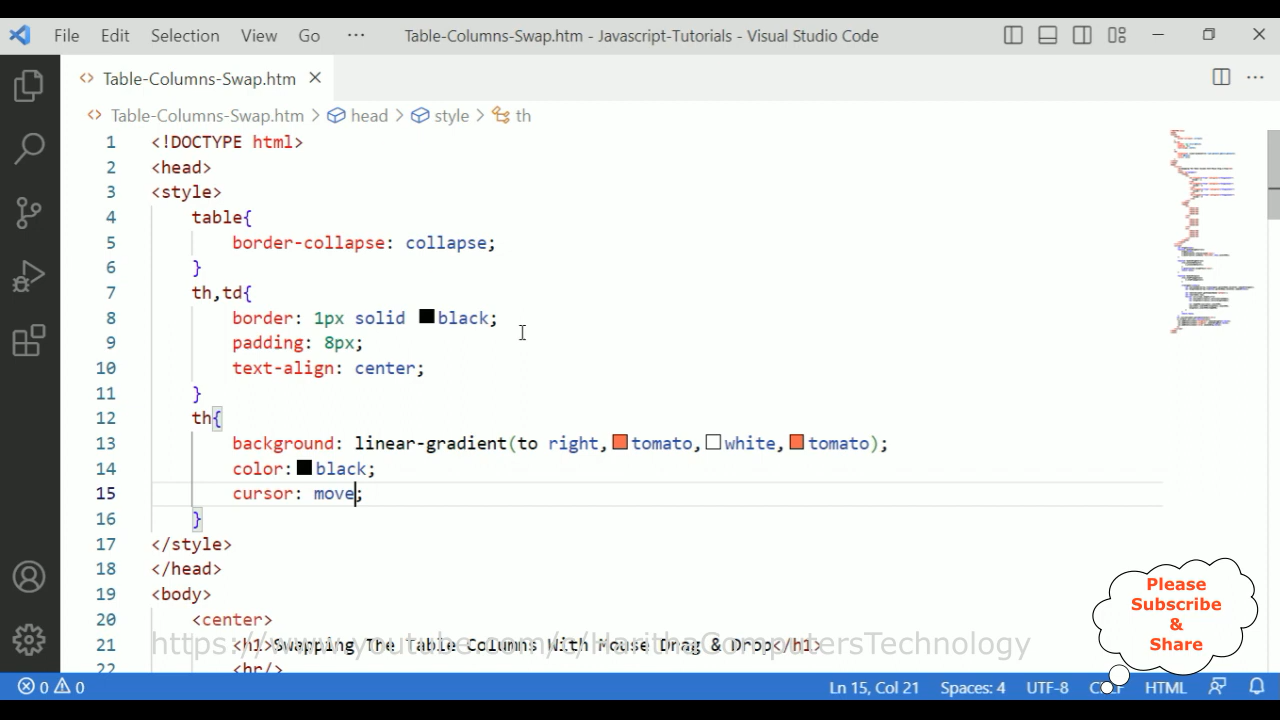 File Edit Selection View Go ··· Table-Columns-Swap.htm - Javascript-Tutorials - Visual Studio Code
Table-Columns-Swap.htm
Table-Columns-Swap.htm > head > style > th
1 <!DOCTYPE html>
2 <head>
3 <style>
4 table{
5 border-collapse: collapse;
6 }
7 th,td{
8 border: 1px solid black;
9 padding: 8px;
10 text-align: center;
11 }
12 th{
13 background: linear-gradient(to right,tomato,white,tomato);
14 color:black;
15 cursor: move;
16 }
17 </style>
18 </head>
19 <body>
20 <center>
21 <h1>Swapping The Table Columns With Mouse Drag & Drop</h1>
22 <hr/>
Please
Subscribe
&
Share
0 0 Ln 15, Col 21 Spaces: 4 UTF-8 HTML